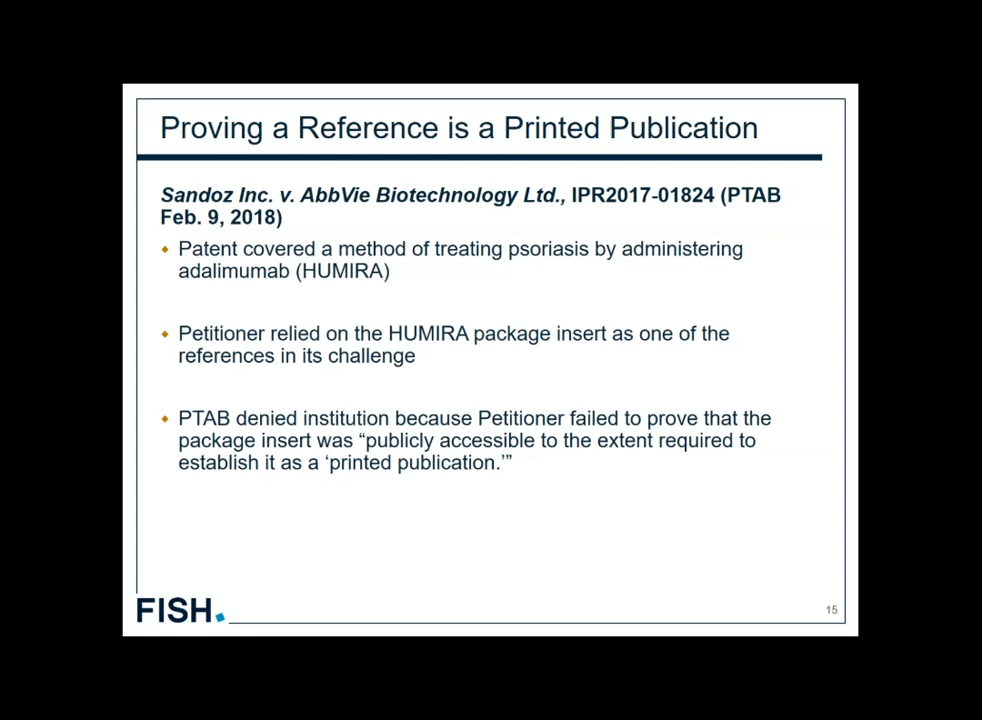 Proving a Reference is a Printed Publication
Sandoz Inc. v. AbbVie Biotechnology Ltd., IPR2017-01824 (PTAB
Feb. 9, 2018)
Patent covered a method of treating psoriasis by administering
adalimumab (HUMIRA)
Petitioner relied on the HUMIRA package insert as one of the
references in its challenge
PTAB denied institution because Petitioner failed to prove that the
package insert was “publicly accessible to the extent required to
establish it as a ‘printed publication.’”
FISH.
15